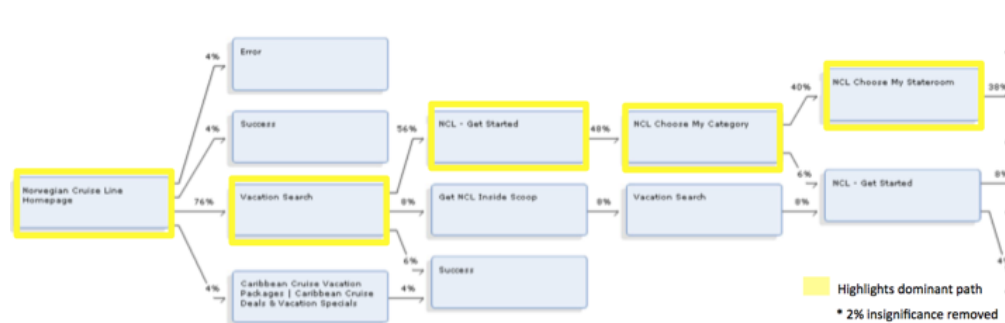 Norwegian Cruise Line
Homepage
4%
4%
76%
4%
Error
Success
Vacation Search
Caribbean Cruise Vacation
Packages | Caribbean Cruise
Deals & Vacation Specials
56%
8%
6%
4%
NCL - Get Started
Get NCL Inside Scoop
Success
48%
8%
NCL Choose My Category
Vacation Search
40%
6%
8%
NCL Choose My Stateroom
NCL - Get Started
38%
8%
4%
Highlights dominant path
* 2% insignificance removed